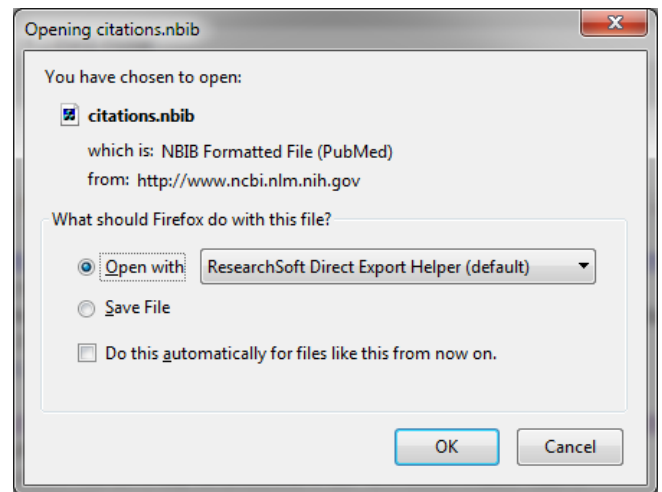 Opening citations.nbib
You have chosen to open:
citations.nbib
which is: NBIB Formatted File (PubMed)
from: http://www.ncbi.nlm.nih.gov
What should Firefox do with this file?
Open with ResearchSoft Direct Export Helper (default)
Save File
Do this automatically for files like this from now on.
OK Cancel